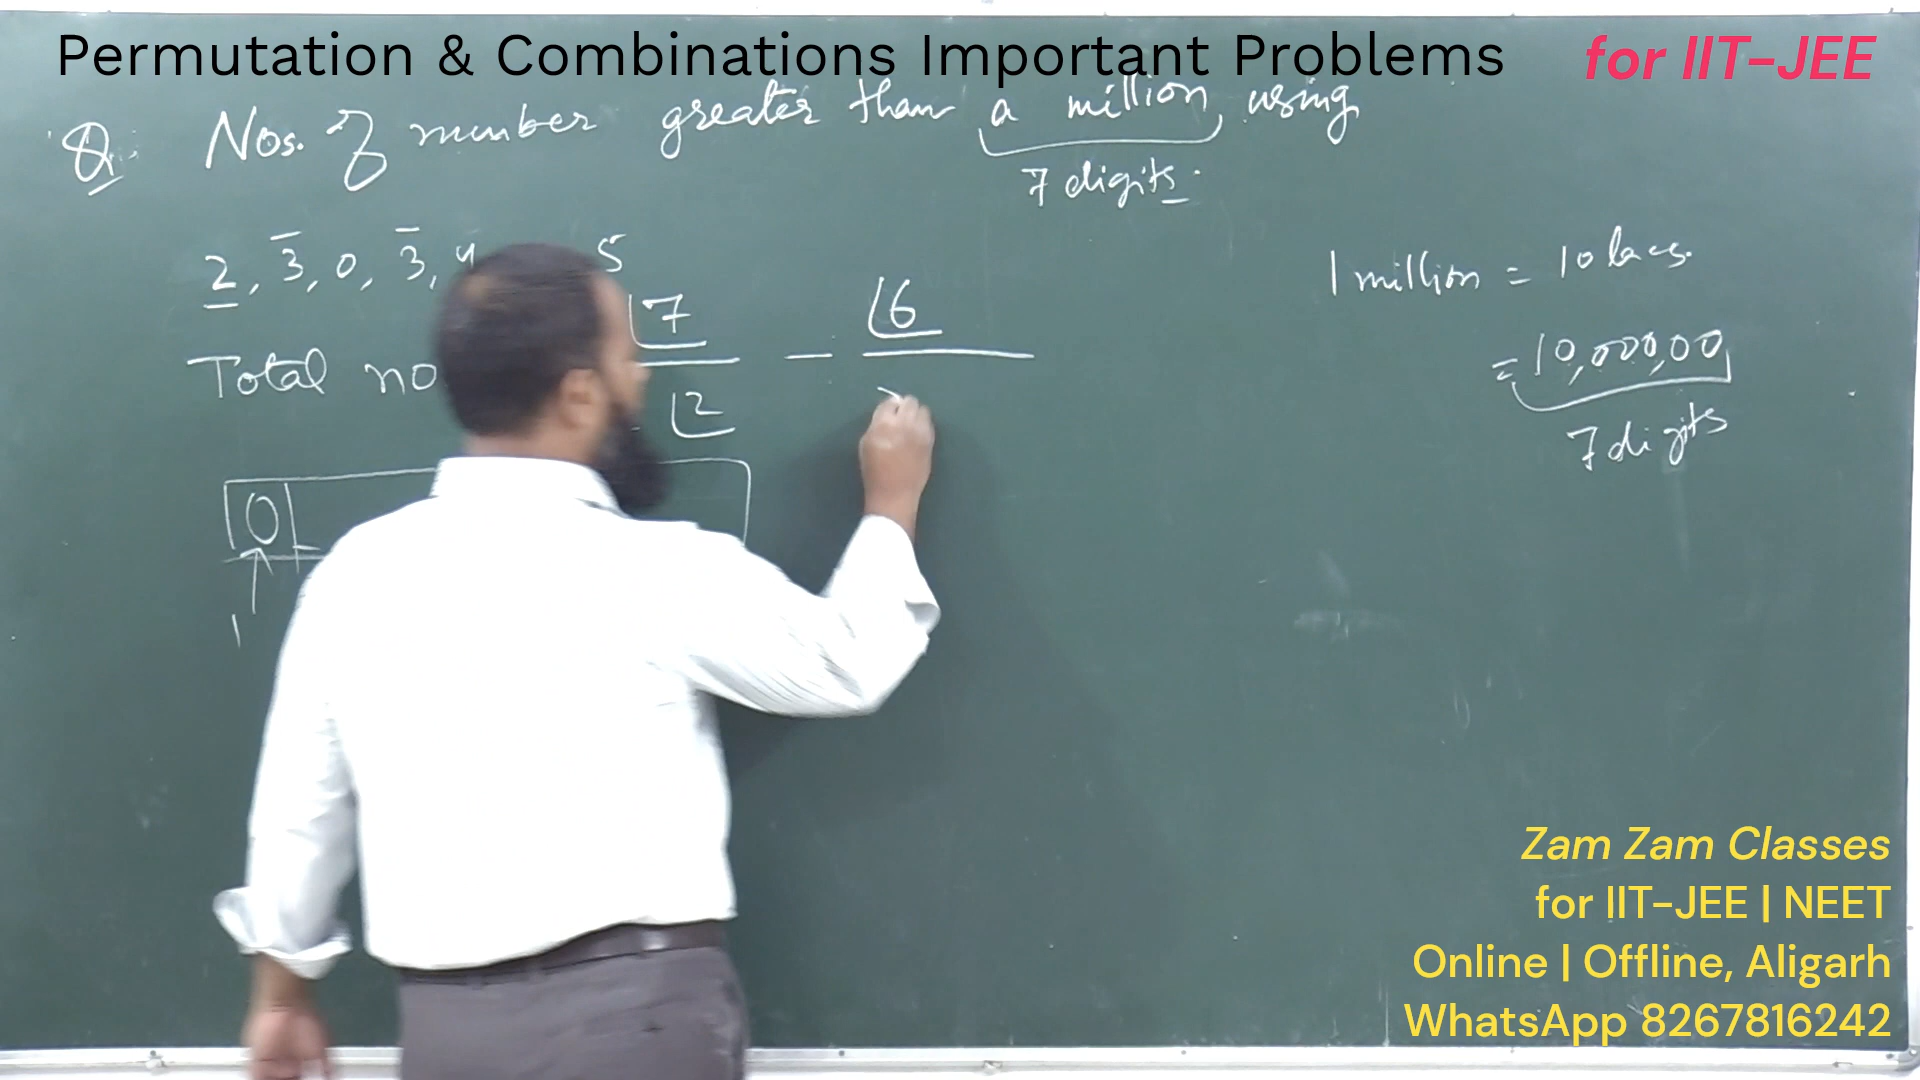 Permutation & Combinations Important Problems for IIT-JEE
Q: Nos. of number greater than a million using
7 digits.
2, 3, 0, 3, 4 5
1 million = 10 lacs.
Total no 7 2 - 6
= 10,000,00
7 digits
0
Zam Zam Classes
for IIT-JEE | NEET
Online | Offline, Aligarh
WhatsApp 8267816242